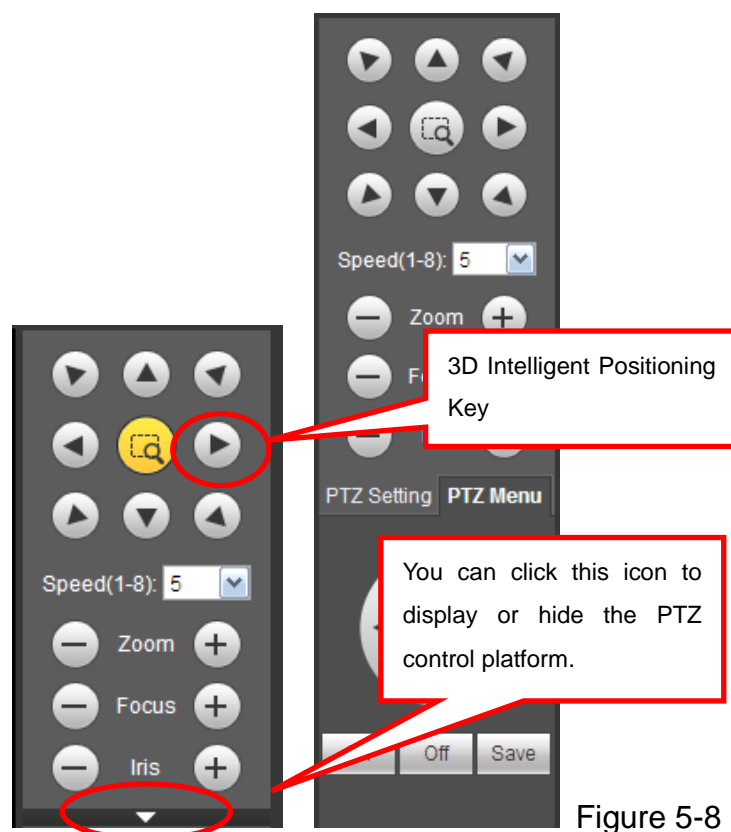 Speed(1-8): 5
Zoom
3D Intelligent Positioning
Key
PTZ Setting PTZ Menu
You can click this icon to
display or hide the PTZ
control platform.
Off Save
Speed(1-8): 5
Zoom
Focus
Iris
Figure 5-8